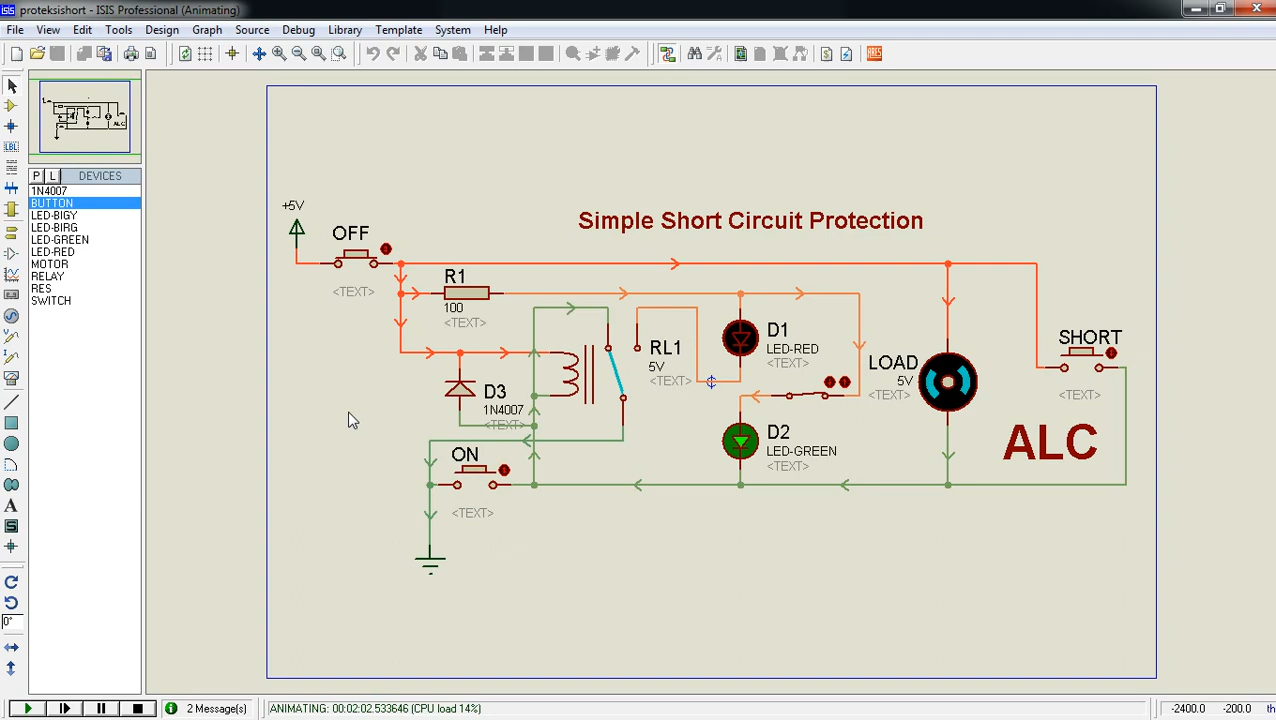 proteksishort - ISIS Professional (Animating)
File View Edit Tools Design Graph Source Debug Library Template System Help
P L DEVICES
1N4007
BUTTON
LED-BIGY
LED-BIRG
LED-GREEN
LED-RED
MOTOR
RELAY
RES
SWITCH
Simple Short Circuit Protection
+5V
OFF
<TEXT>
R1
100
<TEXT>
RL1
5V
<TEXT>
D1
LED-RED
<TEXT>
LOAD
5V
<TEXT>
SHORT
<TEXT>
D3
1N4007
<TEXT>
D2
LED-GREEN
<TEXT>
ALC
ON
<TEXT>
0°
2 Message(s)
ANIMATING: 00:02:02.533646 (CPU load 14%)
-2400.0 -200.0 th